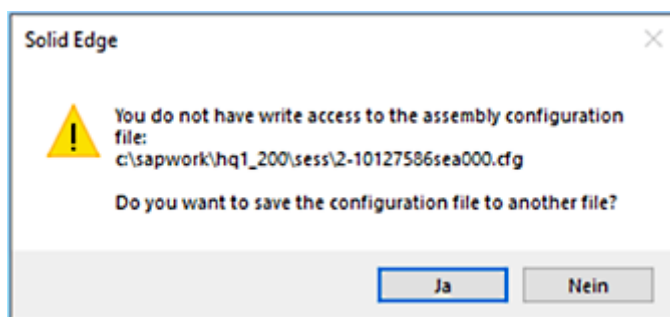 Solid Edge
You do not have write access to the assembly configuration
file:
c:\sapwork\hq1_200\sess\2-10127586sea000.cfg
Do you want to save the configuration file to another file?
Ja
Nein